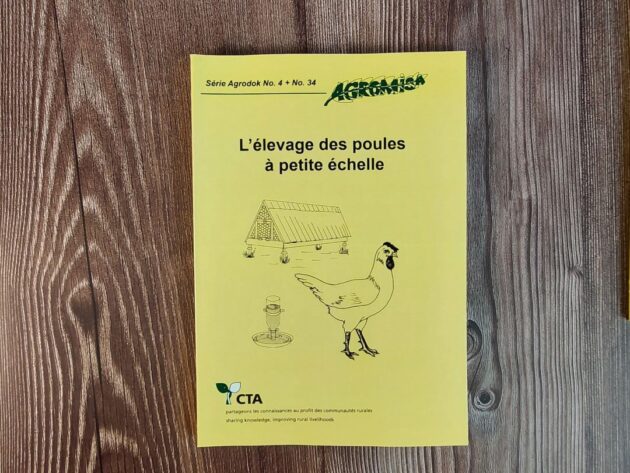 Série Agrodok No. 4 + No. 34
AGROMISA
L'élevage des poules
à petite échelle
CTA
partageons les connaissances au profit des communautés rurales
sharing knowledge, improving rural livelihoods